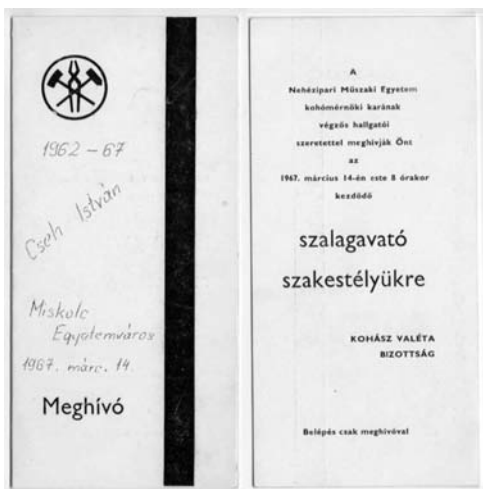 1962 – 67
Cseh István
Miskolc
Egyetemváros
1967. márc. 14.
Meghívó
A
Nehézipari Műszaki Egyetem
kohómérnöki karának
végzős hallgatói
szeretettel meghívják Önt
az
1967. március 14-én este 8 órakor
kezdődő
szalagavató
szakestélyükre
KOHÁSZ VALÉTA
BIZOTTSÁG
Belépés csak meghívóval